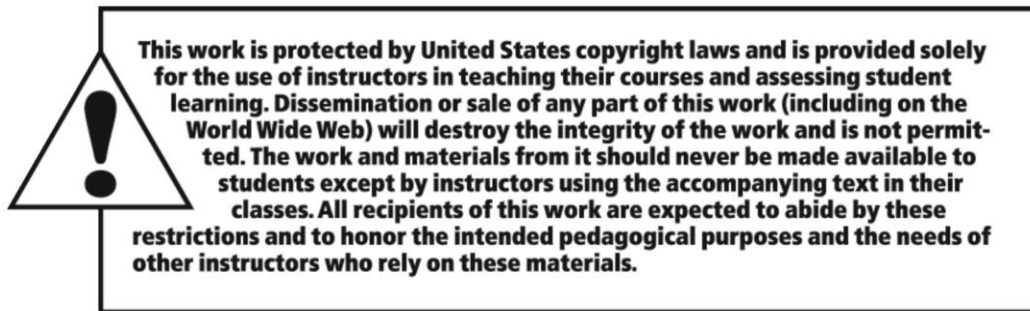 This work is protected by United States copyright laws and is provided solely
for the use of instructors in teaching their courses and assessing student
learning. Dissemination or sale of any part of this work (including on the
World Wide Web) will destroy the integrity of the work and is not permit-
ted. The work and materials from it should never be made available to
students except by instructors using the accompanying text in their
classes. All recipients of this work are expected to abide by these
restrictions and to honor the intended pedagogical purposes and the needs of
other instructors who rely on these materials.